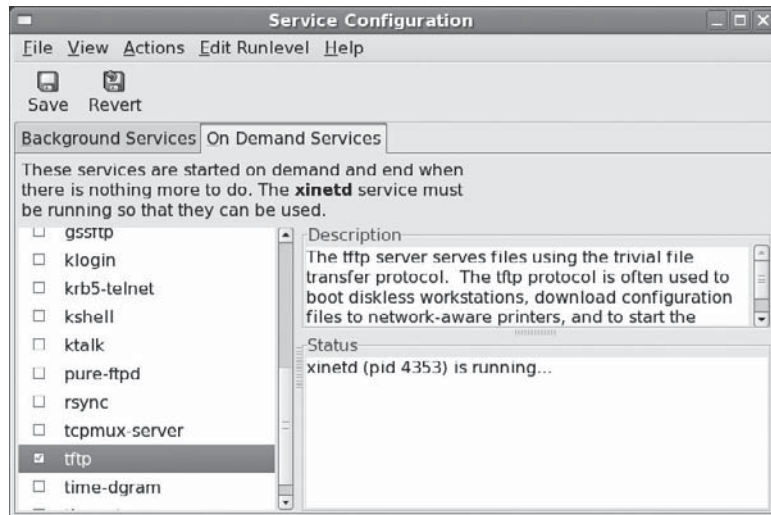 Service Configuration
File View Actions Edit Runlevel Help
Save Revert
Background Services On Demand Services
These services are started on demand and end when
there is nothing more to do. The xinetd service must
be running so that they can be used.
gssftp
klogin
krb5-telnet
kshell
ktalk
pure-ftpd
rsync
tcpmux-server
tftp
time-dgram
Description
The tftp server serves files using the trivial file
transfer protocol. The tftp protocol is often used to
boot diskless workstations, download configuration
files to network-aware printers, and to start the
Status
xinetd (pid 4353) is running...